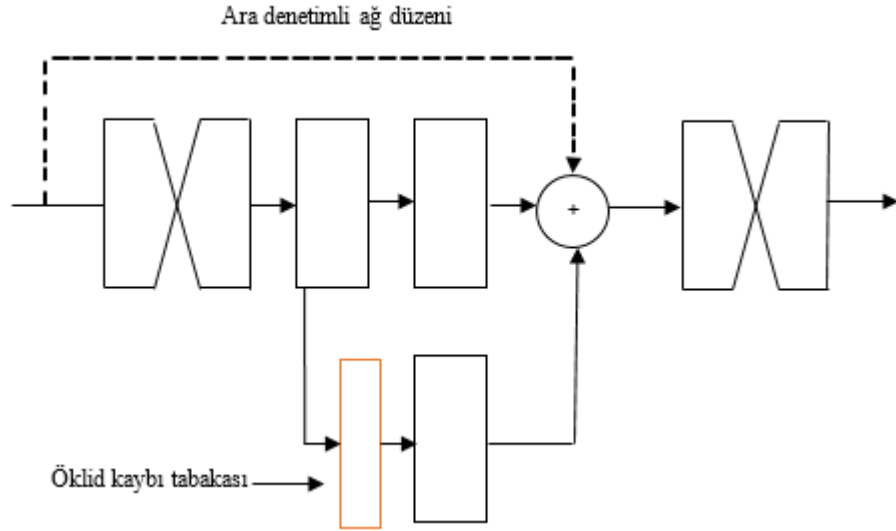 Ara denetimli ağ düzeni
+
Öklid kaybı tabakası